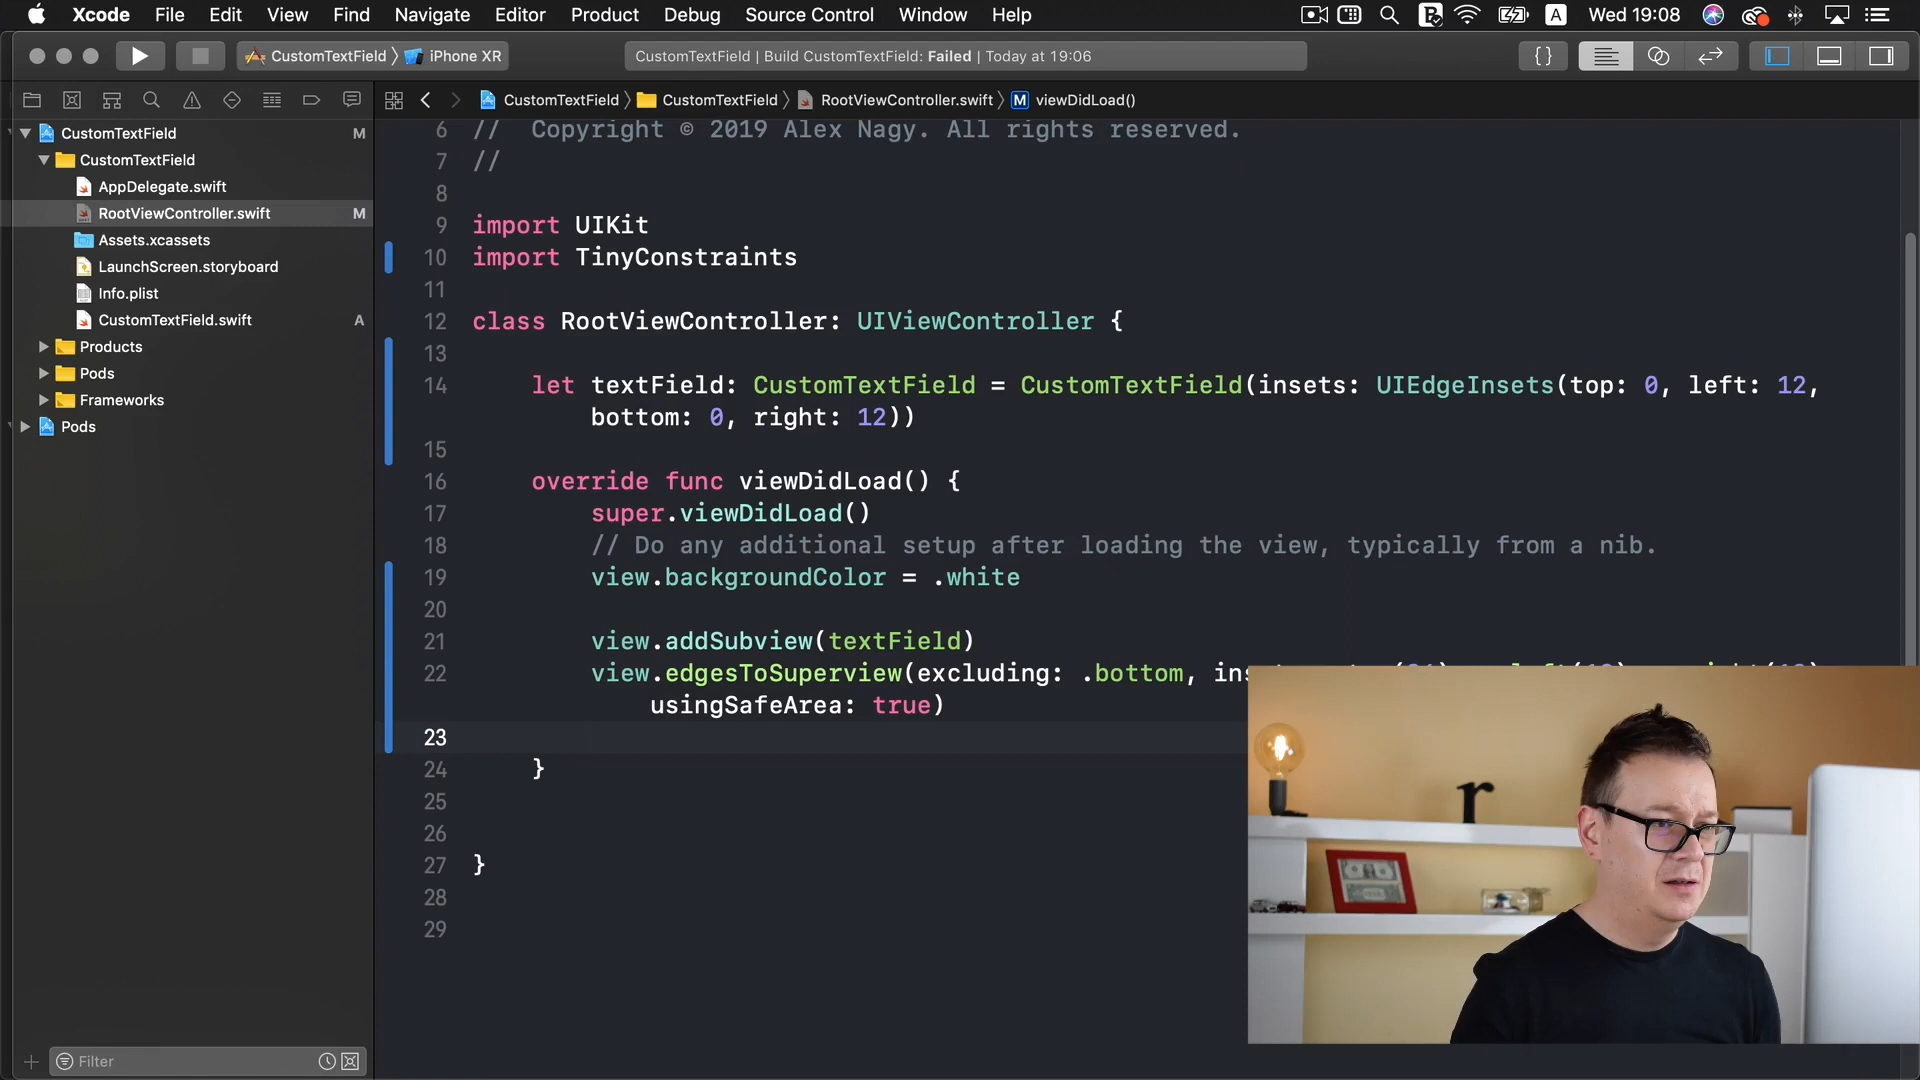 Xcode File Edit View Find Navigate Editor Product Debug Source Control Window Help A Wed 19:08
CustomTextField 〉 iPhone XR
CustomTextField | Build CustomTextField: Failed | Today at 19:06
{}
CustomTextField 〉 CustomTextField 〉 RootViewController.swift 〉 M viewDidLoad()
CustomTextField M
CustomTextField
AppDelegate.swift
RootViewController.swift M
Assets.xcassets
LaunchScreen.storyboard
Info.plist
CustomTextField.swift A
Products
Pods
Frameworks
Pods
Filter
6 // Copyright © 2019 Alex Nagy. All rights reserved.
7 //
8
9 import UIKit
10 import TinyConstraints
11
12 class RootViewController: UIViewController {
13
14 let textField: CustomTextField = CustomTextField(insets: UIEdgeInsets(top: 0, left: 12,
bottom: 0, right: 12))
15
16 override func viewDidLoad() {
17 super.viewDidLoad()
18 // Do any additional setup after loading the view, typically from a nib.
19 view.backgroundColor = .white
20
21 view.addSubview(textField)
22 view.edgesToSuperview(excluding: .bottom,
usingSafeArea: true)
23
24 }
25
26
27 }
28
29
r